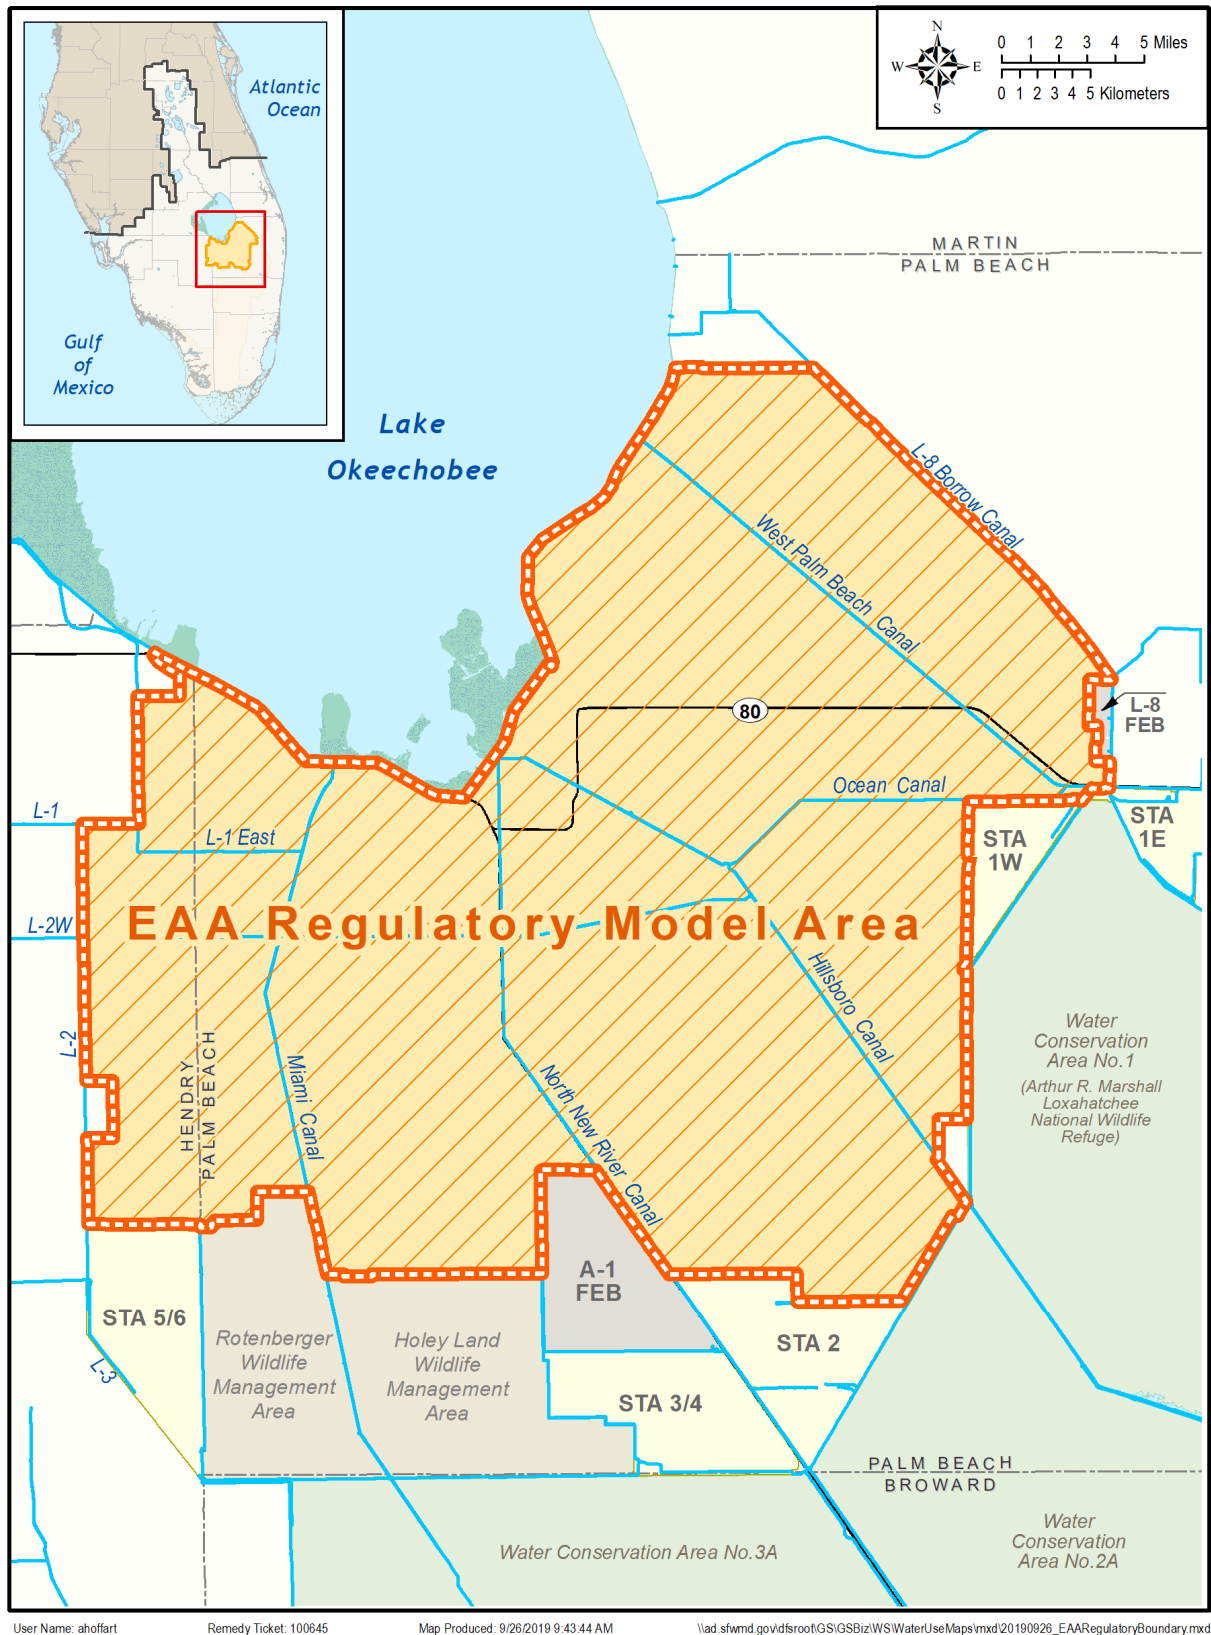 Atlantic
Ocean
Gulf
of
Mexico
N
W
E
S
0 1 2 3 4 5 Miles
0 1 2 3 4 5 Kilometers
MARTIN
PALM BEACH
Lake
Okeechobee
L-8 Borrow Canal
West Palm Beach Canal
80
L-8
FEB
Ocean Canal
L-1
L-1 East
STA
1W
STA
1E
EAA Regulatory Model Area
L-2W
L-2
Hillsboro Canal
Water
Conservation
Area No.1
(Arthur R. Marshall
Loxahatchee
National Wildlife
Refuge)
HENDRY
PALM BEACH
Miami Canal
North New River Canal
A-1
FEB
STA 5/6
L-3
Rotenberger
Wildlife
Management
Area
Holey Land
Wildlife
Management
Area
STA 2
STA 3/4
PALM BEACH
BROWARD
Water Conservation Area No.3A
Water
Conservation
Area No.2A
User Name: ahoffart
Remedy Ticket: 100645
Map Produced: 9/26/2019 9:43:44 AM
\\ad.sfwmd.gov\dfsroot\GS\GSBiz\WS\WaterUseMaps\mxd\20190926_EAARegulatoryBoundary.mxd